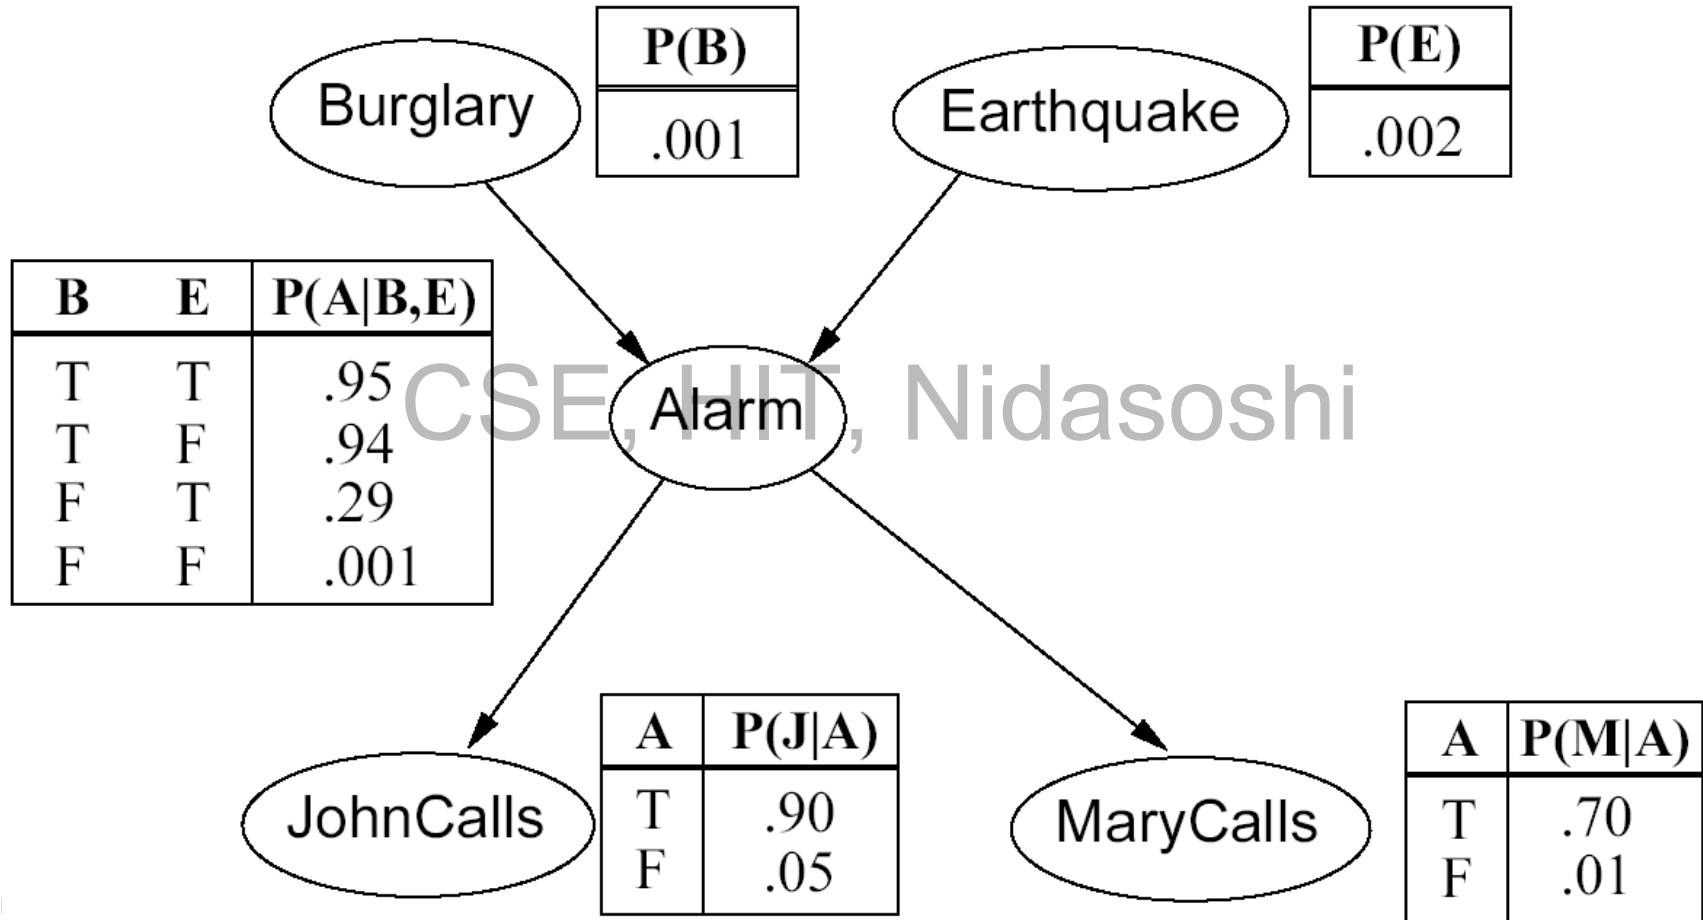 Burglary
P(B)
.001
Earthquake
P(E)
.002
B E P(A|B,E)
T T .95
T F .94
F T .29
F F .001
Alarm
CSE, HIT, Nidasoshi
JohnCalls
A P(J|A)
T .90
F .05
MaryCalls
A P(M|A)
T .70
F .01